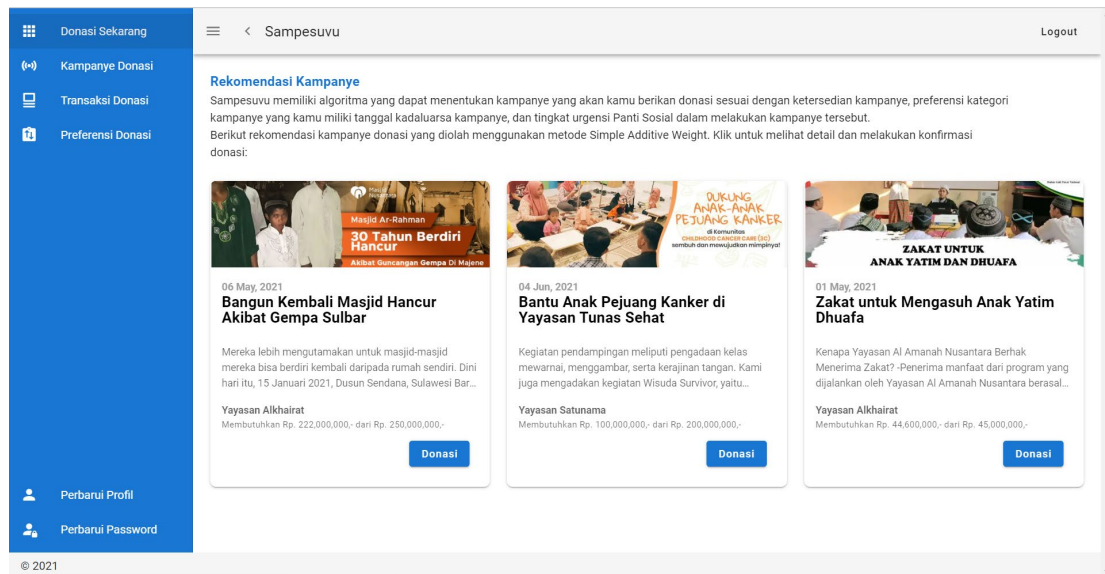 Donasi Sekarang
Kampanye Donasi
Transaksi Donasi
Preferensi Donasi
Perbarui Profil
Perbarui Password
Sampesuvu
Logout
Rekomendasi Kampanye
Sampesuvu memiliki algoritma yang dapat menentukan kampanye yang akan kamu berikan donasi sesuai dengan ketersedian kampanye, preferensi kategori
kampanye yang kamu miliki tanggal kadaluarsa kampanye, dan tingkat urgensi Panti Sosial dalam melakukan kampanye tersebut.
Berikut rekomendasi kampanye donasi yang diolah menggunakan metode Simple Additive Weight. Klik untuk melihat detail dan melakukan konfirmasi
donasi:
Masjid
Nusantara
Masjid Ar-Rahman
30 Tahun Berdiri
Hancur
Akibat Guncangan Gempa Di Majene
06 May, 2021
Bangun Kembali Masjid Hancur
Akibat Gempa Sulbar
Mereka lebih mengutamakan untuk masjid-masjid
mereka bisa berdiri kembali daripada rumah sendiri. Dini
hari itu, 15 Januari 2021, Dusun Sendana, Sulawesi Bar...
Yayasan Alkhairat
Membutuhkan Rp. 222,000,000,- dari Rp. 250,000,000,-
Donasi
DUKUNG
ANAK-ANAK
PEJUANG KANKER
di Komunitas
CHILDHOOD CANCER CARE (3C)
sembuh dan mewujudkan mimpinya!
04 Jun, 2021
Bantu Anak Pejuang Kanker di
Yayasan Tunas Sehat
Kegiatan pendampingan meliputi pengadaan kelas
mewarnai, menggambar, serta kerajinan tangan. Kami
juga mengadakan kegiatan Wisuda Survivor, yaitu...
Yayasan Satunama
Membutuhkan Rp. 100,000,000,- dari Rp. 200,000,000,-
Donasi
ZAKAT UNTUK
ANAK YATIM DAN DHUAFA
01 May, 2021
Zakat untuk Mengasuh Anak Yatim
Dhuafa
Kenapa Yayasan Al Amanah Nusantara Berhak
Menerima Zakat? -Penerima manfaat dari program yang
dijalankan oleh Yayasan Al Amanah Nusantara berasal...
Yayasan Alkhairat
Membutuhkan Rp. 44,600,000,- dari Rp. 45,000,000,-
Donasi
© 2021